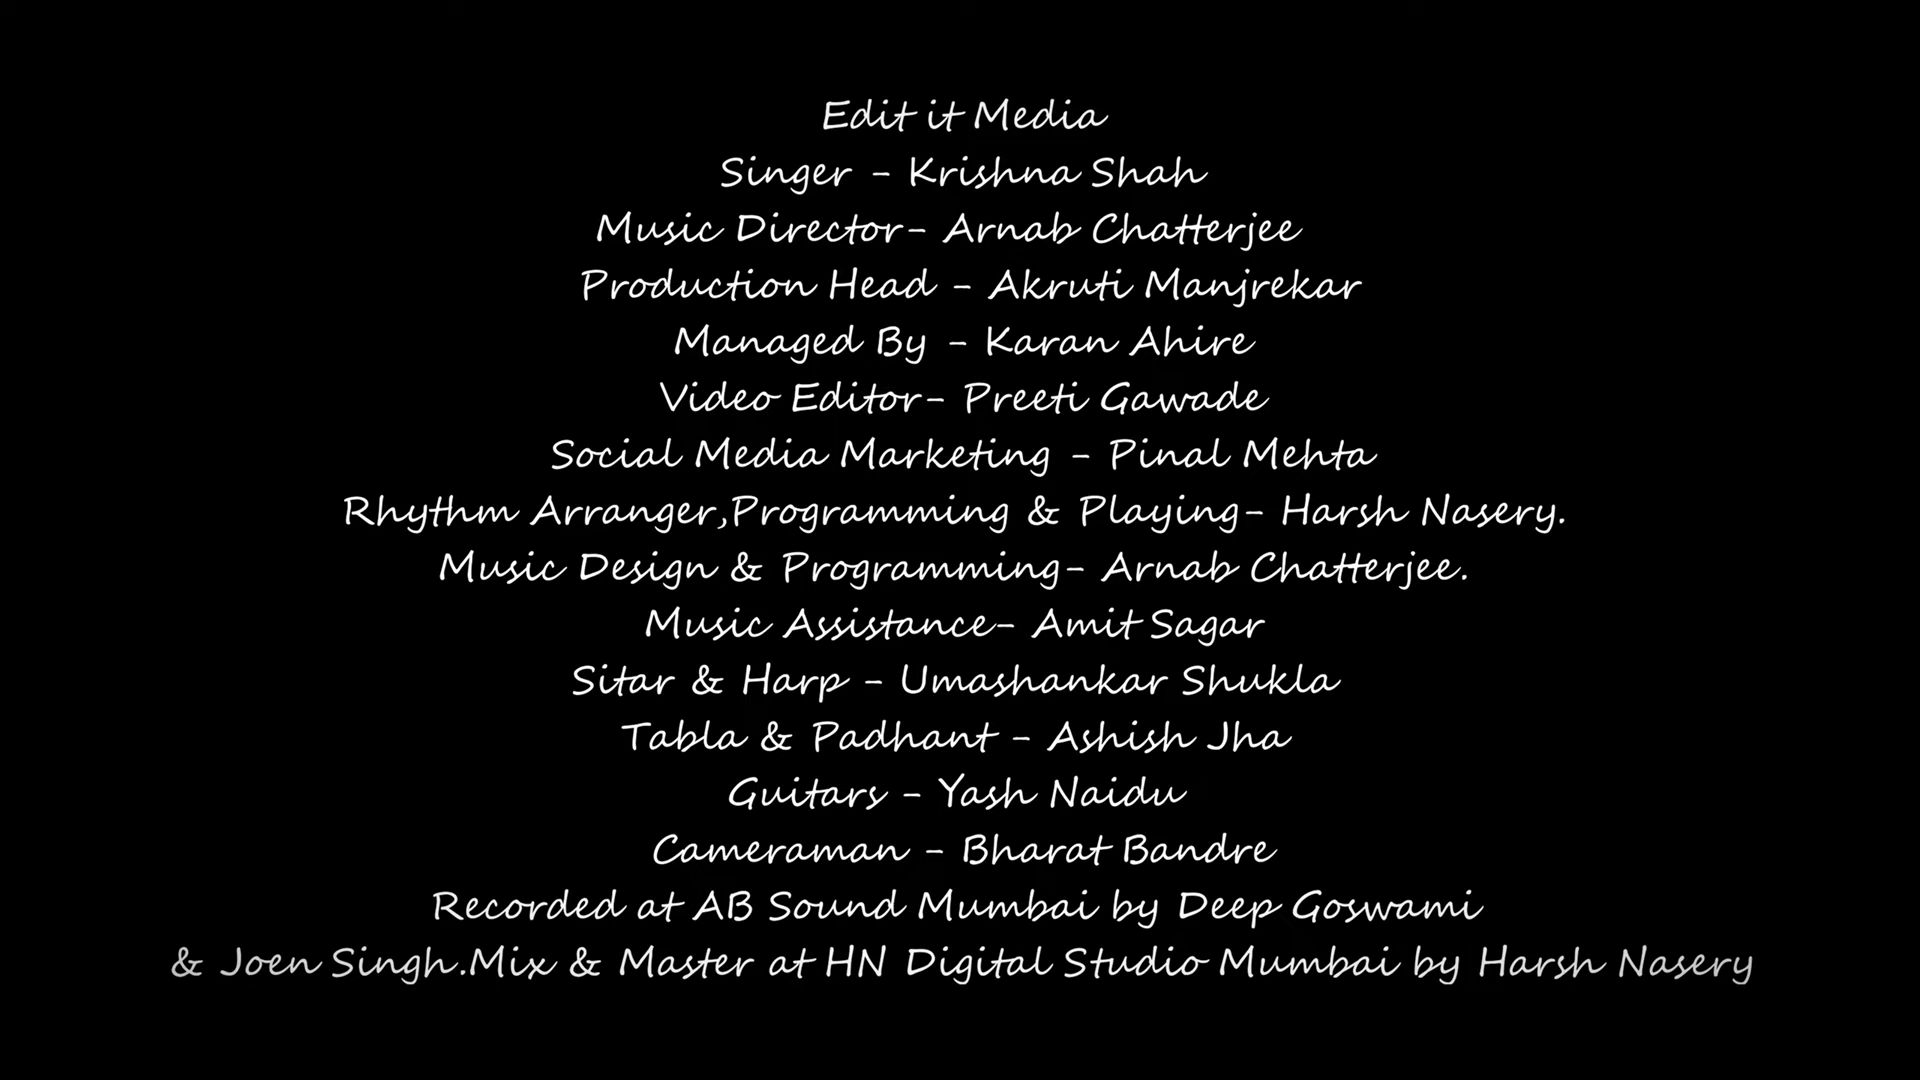 Edit it Media
Singer - Krishna Shah
Music Director- Arnab Chatterjee
Production Head - Akruti Manjrekar
Managed By - Karan Ahire
Video Editor- Preeti Gawade
Social Media Marketing - Pinal Mehta
Rhythm Arranger,Programming & Playing- Harsh Nasery.
Music Design & Programming- Arnab Chatterjee.
Music Assistance- Amit Sagar
Sitar & Harp - Umashankar Shukla
Tabla & Padhant - Ashish Jha
Guitars - Yash Naidu
Cameraman - Bharat Bandre
Recorded at AB Sound Mumbai by Deep Goswami
& Joen Singh.Mix & Master at HN Digital Studio Mumbai by Harsh Nasery